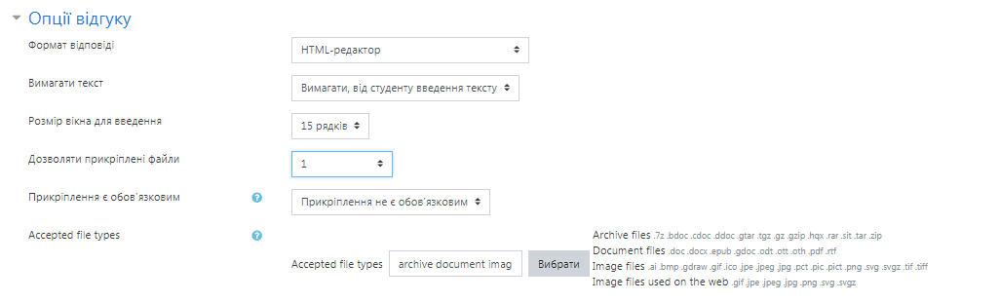 Опції відгуку
Формат відповіді
HTML-редактор
Вимагати текст
Вимагати, від студенту введення тексту
Розмір вікна для введення
15 рядків
Дозволяти прикріплені файли
1
Прикріплення є обов'язковим
Прикріплення не є обов'язковим
Accepted file types
Accepted file types archive document imag Вибрати
Archive files .7z .bdoc .cdoc .ddoc .gtar .tgz .gz .gzip .hqx .rar .sit .tar .zip
Document files .doc .docx .epub .gdoc .odt .ott .oth .pdf .rtf
Image files .ai .bmp .gdraw .gif .ico .jpe .jpeg .jpg .pct .pic .pict .png .svg .svgz .tif .tiff
Image files used on the web .gif .jpe .jpeg .jpg .png .svg .svgz